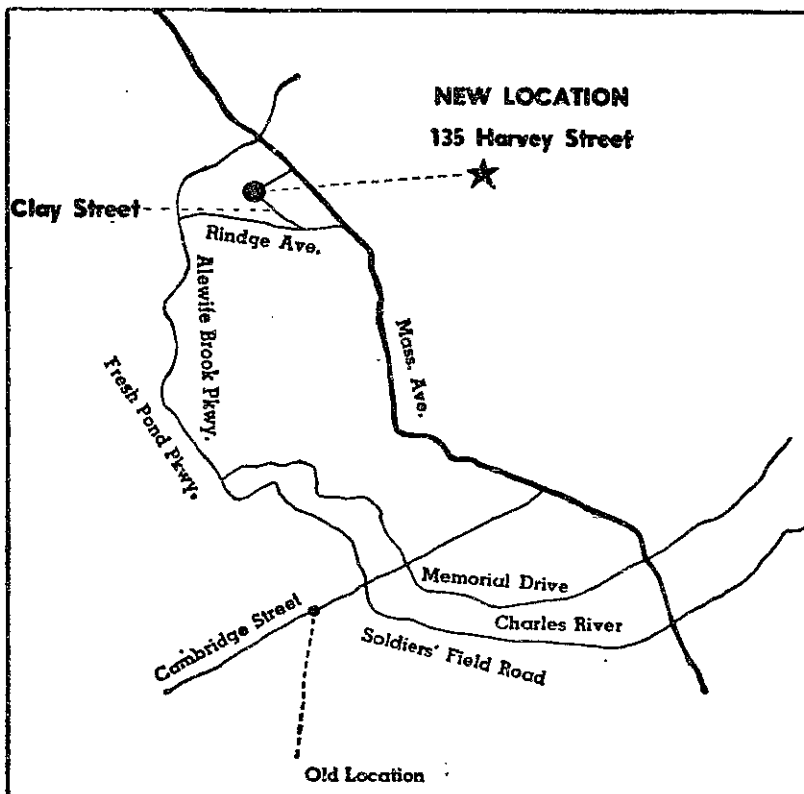 NEW LOCATION
135 Harvey Street
Clay Street
Rindge Ave.
Alewife Brook Pkwy.
Mass. Ave.
Fresh Pond Pkwy.
Memorial Drive
Cambridge Street
Charles River
Soldiers' Field Road
Old Location